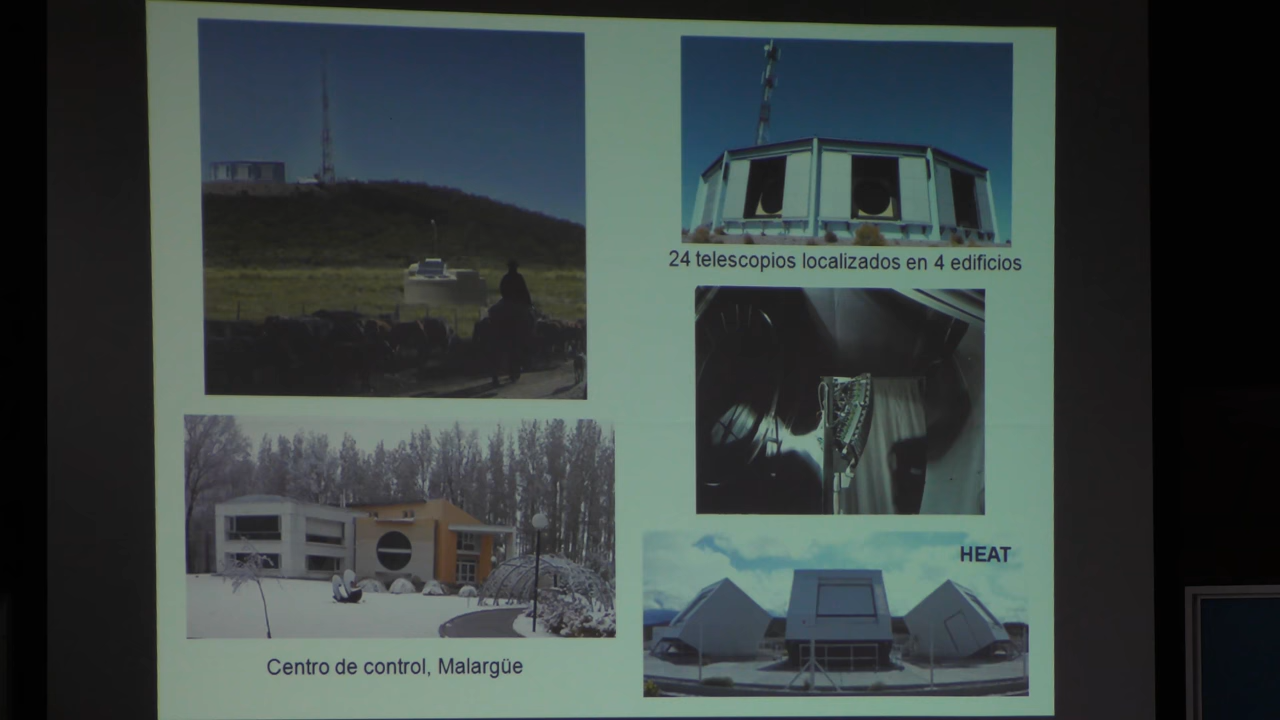 24 telescopios localizados en 4 edificios
HEAT
Centro de control, Malargüe